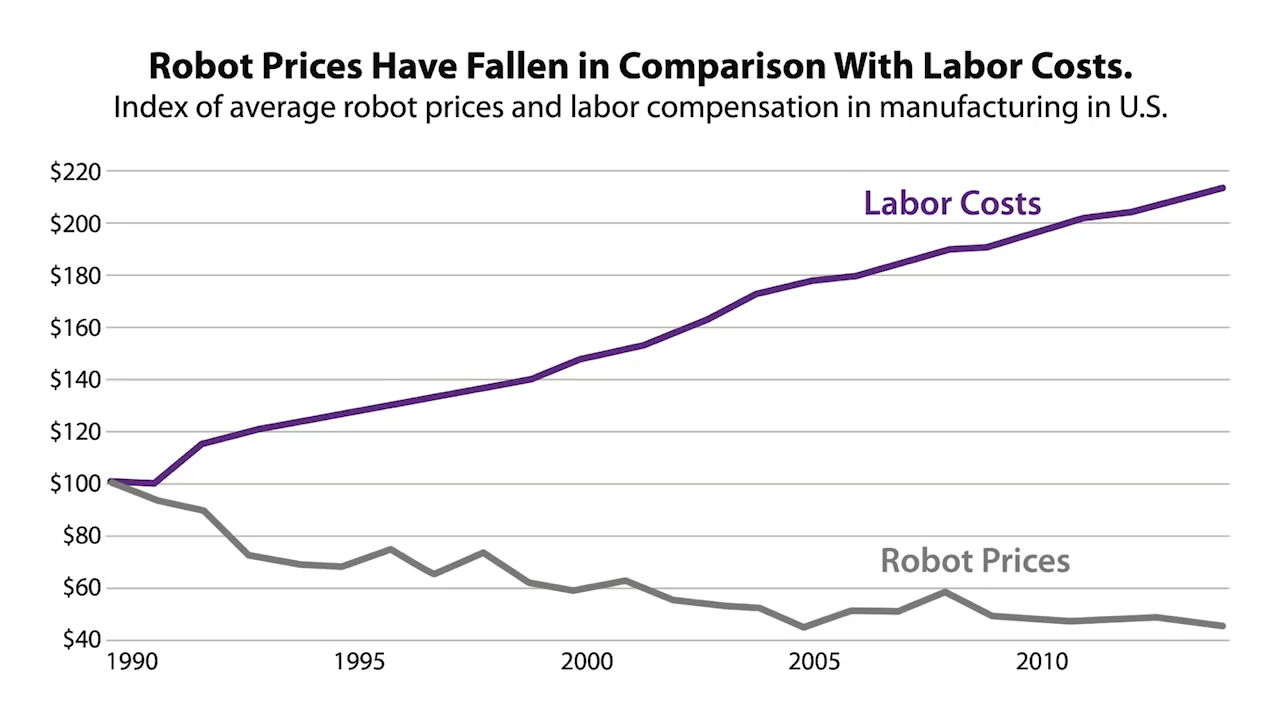 Robot Prices Have Fallen in Comparison With Labor Costs.
Index of average robot prices and labor compensation in manufacturing in U.S.
$220
Labor Costs
$200
$180
$160
$140
$120
$100
$80
Robot Prices
$60
$40
1990 1995 2000 2005 2010